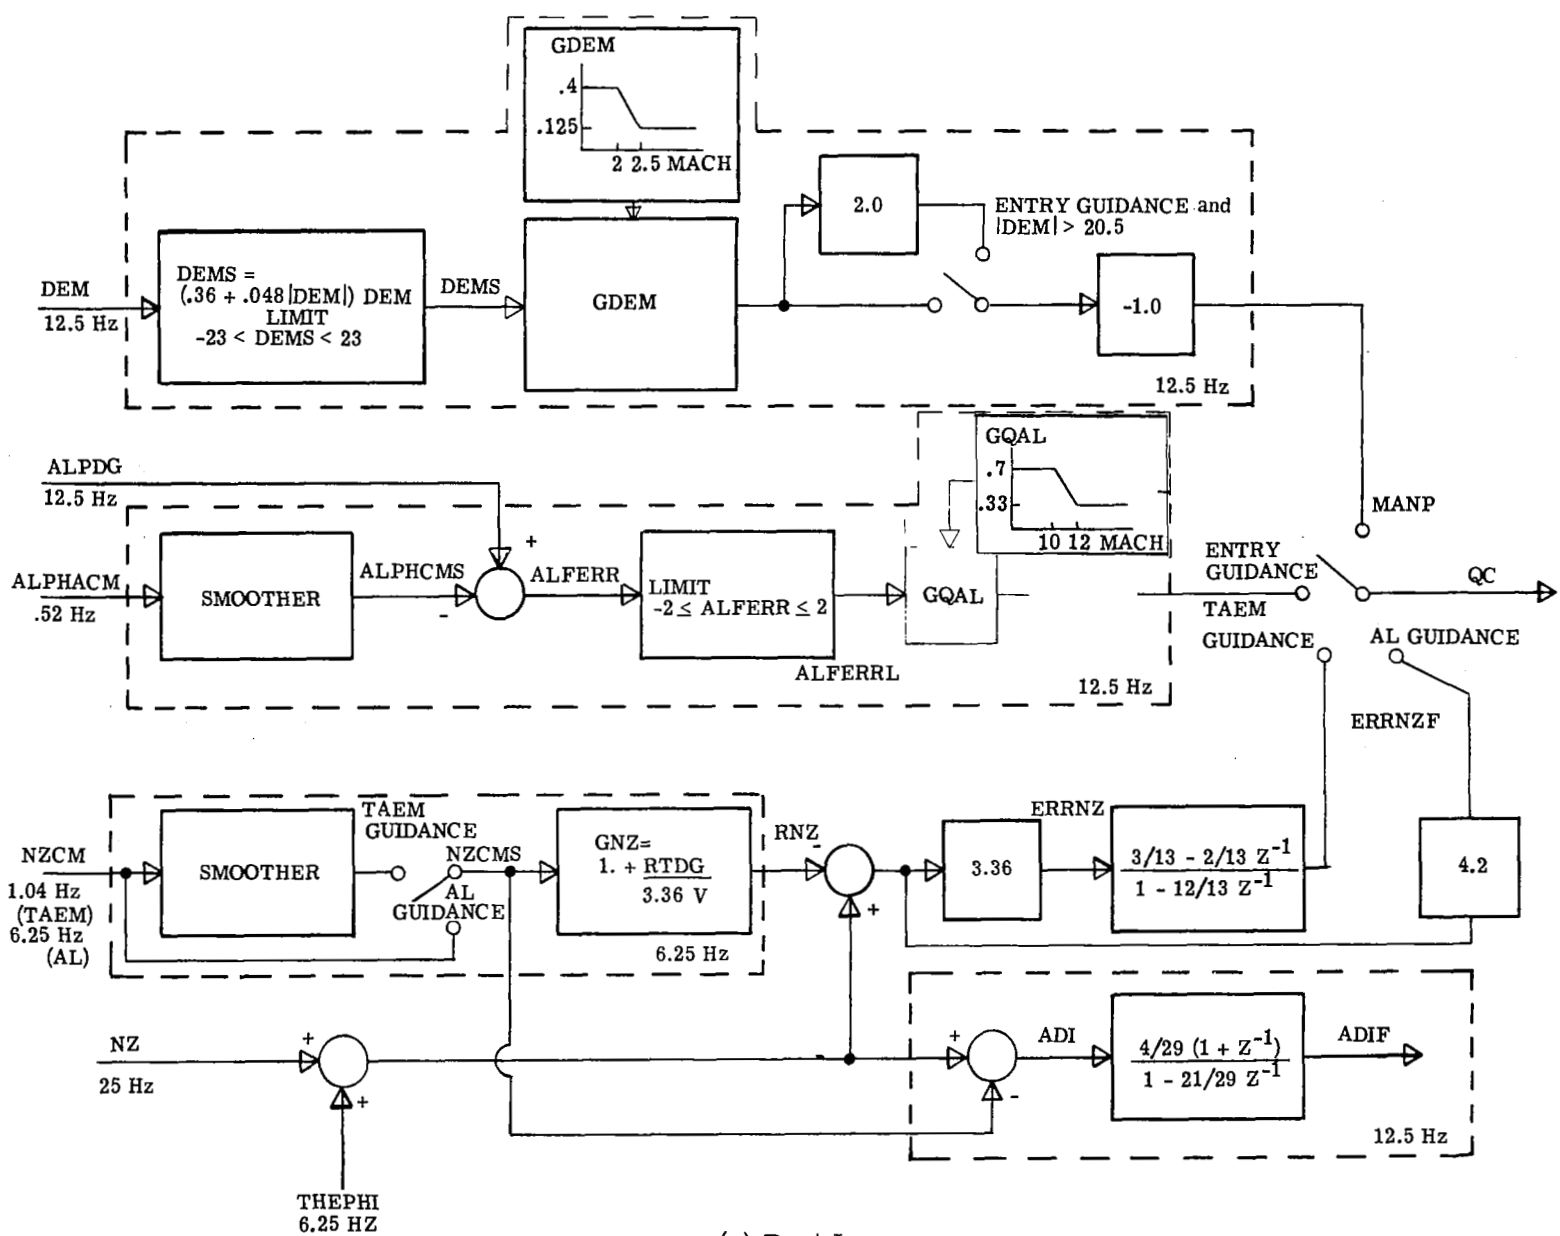 GDEM
.4
.125
2 2.5 MACH
2.0
ENTRY GUIDANCE and
|DEM| > 20.5
DEM
12.5 Hz
DEMS =
(.36 + .048|DEM|) DEM
LIMIT
-23 < DEMS < 23
DEMS
GDEM
-1.0
12.5 Hz
ALPDG
12.5 Hz
GQAL
.7
.33
10 12 MACH
MANP
ALPHACM
.52 Hz
SMOOTHER
ALPHCMS
+
-
ALFERR
LIMIT
-2 ≤ ALFERR ≤ 2
ALFERRL
GQAL
12.5 Hz
ENTRY
GUIDANCE
TAEM
GUIDANCE
QC
AL GUIDANCE
ERRNZF
NZCM
1.04 Hz
(TAEM)
6.25 Hz
(AL)
SMOOTHER
TAEM
GUIDANCE
NZCMS
AL
GUIDANCE
GNZ=
1. + RTDG
3.36 V
6.25 Hz
RNZ
-
+
3.36
ERRNZ
3/13 - 2/13 Z-1
1 - 12/13 Z-1
4.2
NZ
25 Hz
+
+
THEPHI
6.25 HZ
+
-
ADI
4/29 (1 + Z-1)
1 - 21/29 Z-1
ADIF
12.5 Hz